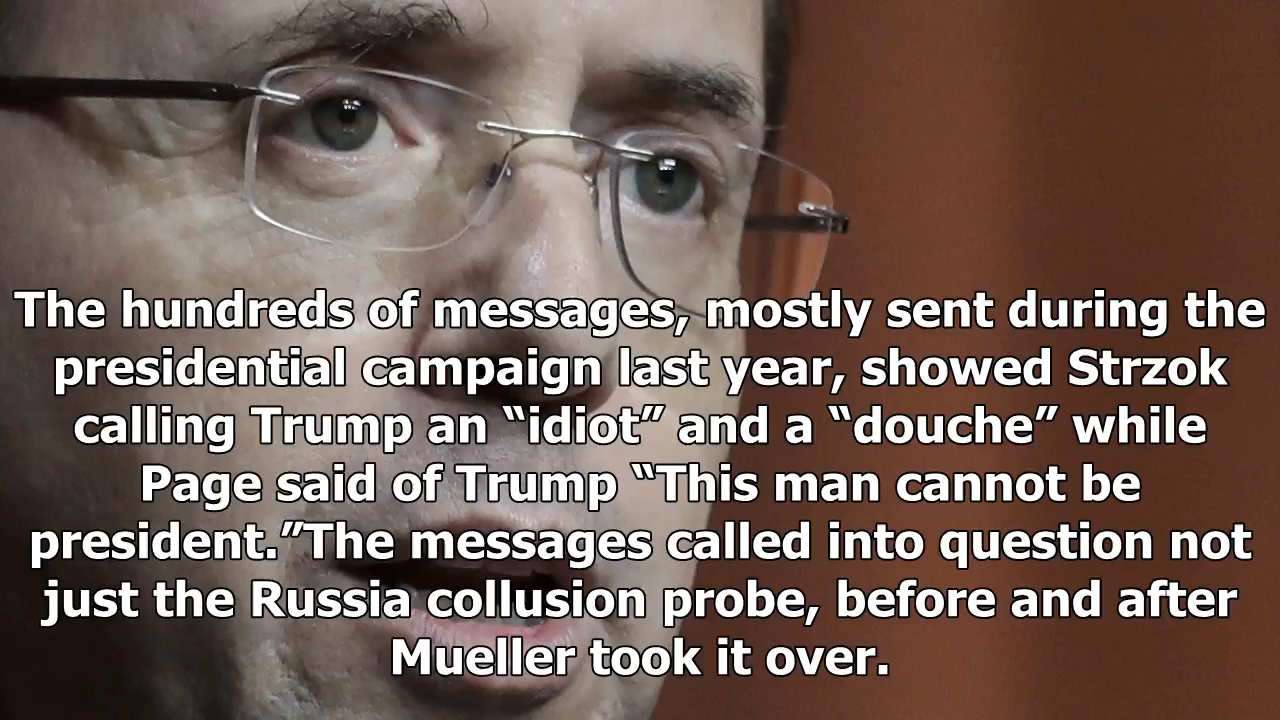 The hundreds of messages, mostly sent during the
presidential campaign last year, showed Strzok
calling Trump an “idiot” and a “douche” while
Page said of Trump “This man cannot be
president.”The messages called into question not
just the Russia collusion probe, before and after
Mueller took it over.